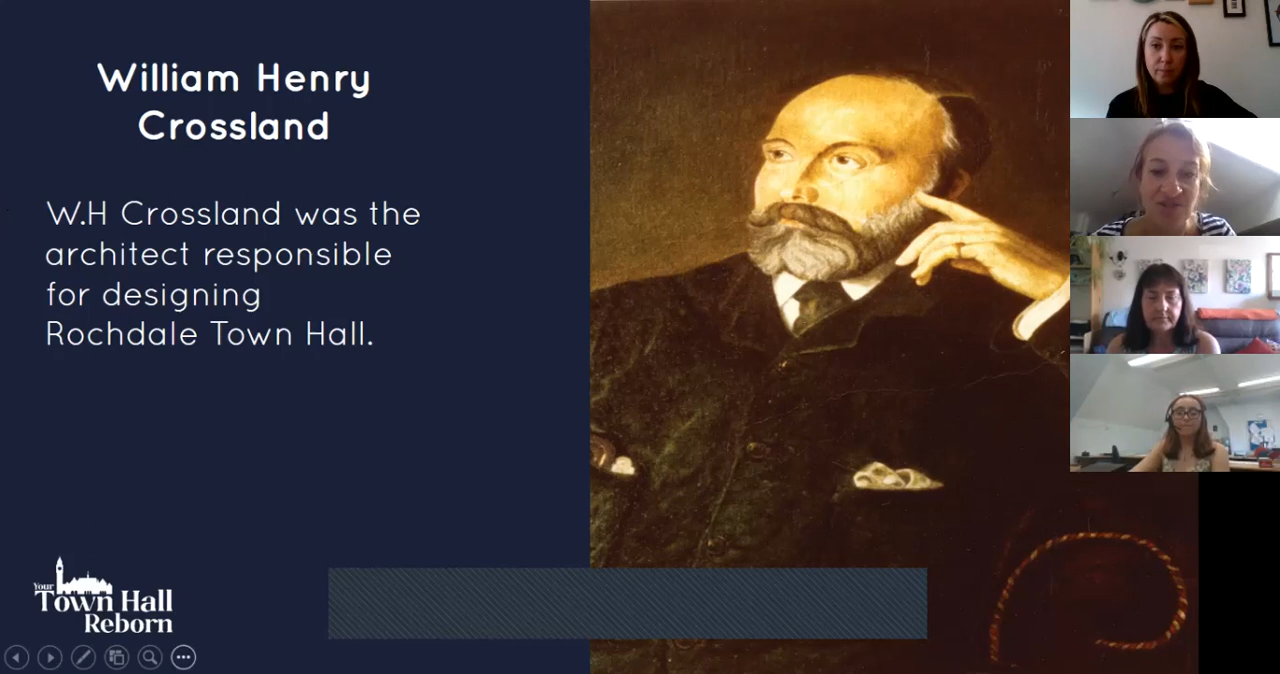 William Henry
Crossland
W.H Crossland was the
architect responsible
for designing
Rochdale Town Hall.
Your
Town Hall
Reborn